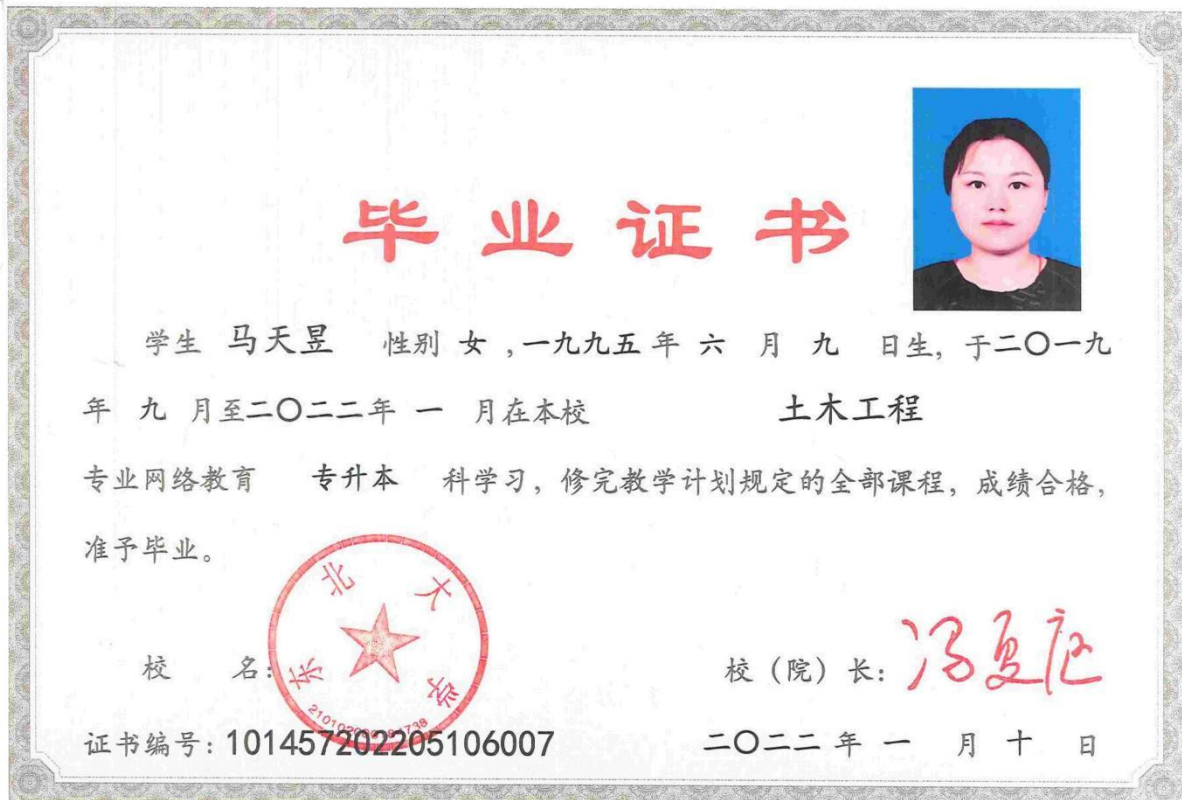 毕业证书
学生 马天昱 性别 女 ,一九九五 年 六 月 九 日生, 于二〇一九
年 九 月至二〇二二年 一 月在本校 土木工程
专业网络教育 专升本 科学习, 修完教学计划规定的全部课程, 成绩合格,
准予毕业。
东北大学
校 名:
校（院）长: 冯夏庭
证书编号: 101457202205106007 二〇二二 年 一 月 十 日